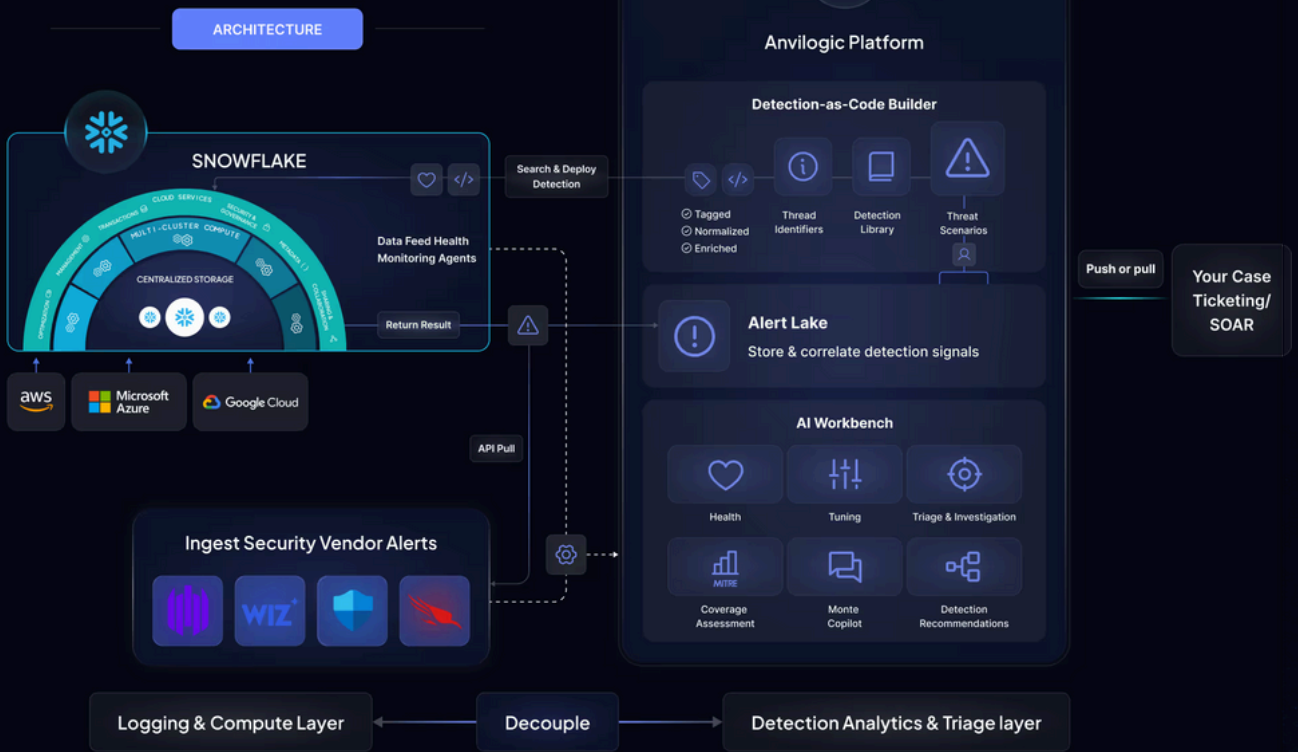 ARCHITECTURE
Anvilogic Platform
Detection-as-Code Builder
SNOWFLAKE
Search & Deploy
Detection
CLOUD SERVICES
TRANSACTIONS
SECURITY &
GOVERNANCE
MANAGEMENT
METADATA
OPTIMIZATION
SHARING &
COLLABORATION
MULTI-CLUSTER COMPUTE
CENTRALIZED STORAGE
Data Feed Health
Monitoring Agents
Return Result
Tagged
Normalized
Enriched
Thread
Identifiers
Detection
Library
Threat
Scenarios
Push or pull
Your Case
Ticketing/
SOAR
Alert Lake
Store & correlate detection signals
aws
Microsoft
Azure
Google Cloud
API Pull
AI Workbench
Health
Tuning
Triage & Investigation
MITRE
Coverage
Assessment
Monte
Copilot
Detection
Recommendations
Ingest Security Vendor Alerts
WIZ
Logging & Compute Layer
Decouple
Detection Analytics & Triage layer